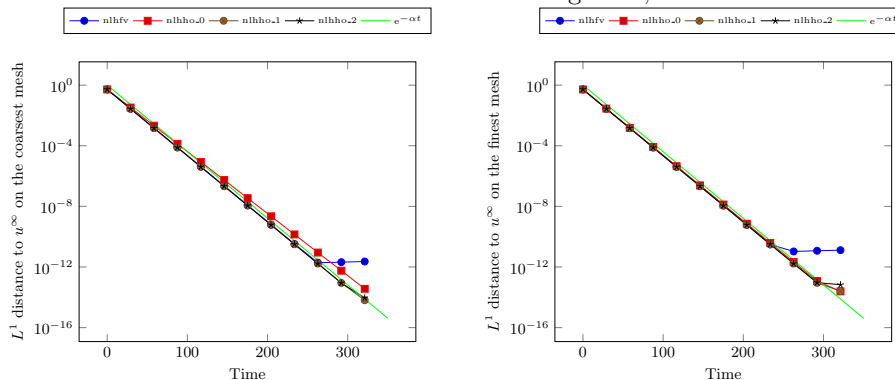 nlhfv nlhho_0 nlhho_1 nlhho_2 e^{−αt}
10^0
10^{−4}
10^{−8}
10^{−12}
10^{−16}
0 100 200 300
Time
L^1 distance to u^∞ on the coarsest mesh
nlhfv nlhho_0 nlhho_1 nlhho_2 e^{−αt}
10^0
10^{−4}
10^{−8}
10^{−12}
10^{−16}
0 100 200 300
Time
L^1 distance to u^∞ on the finest mesh